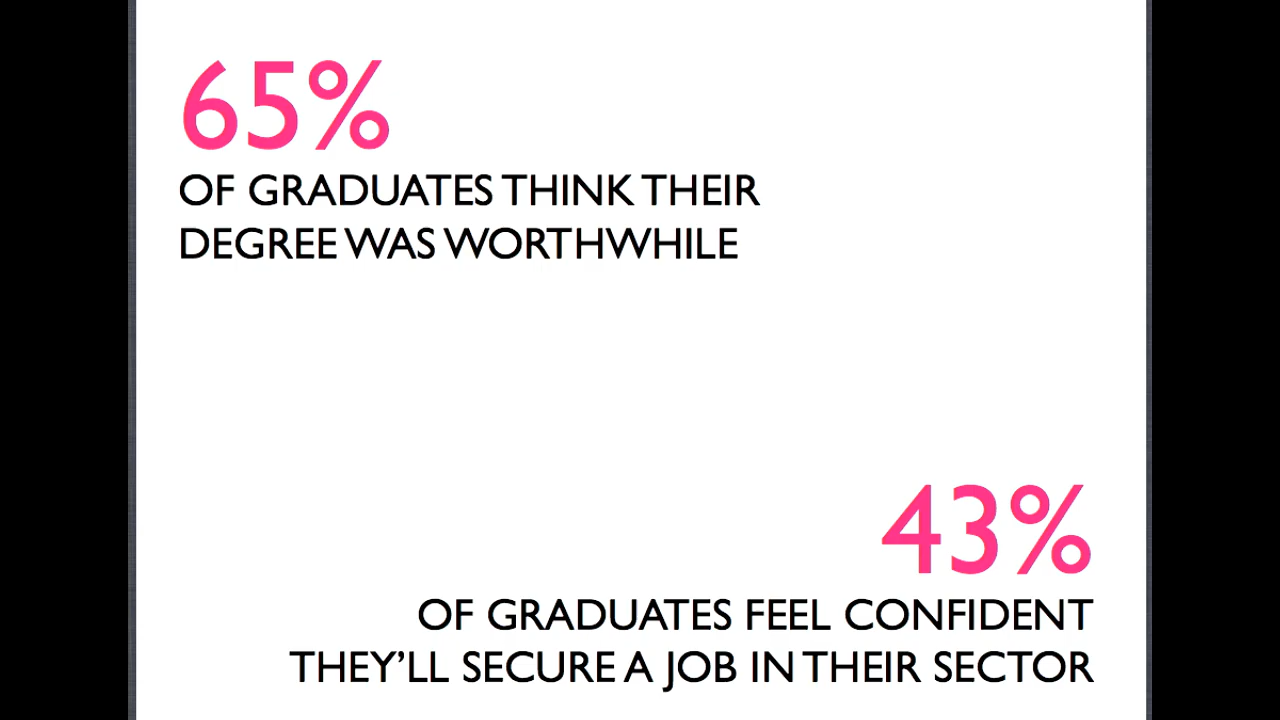 65%
OF GRADUATES THINK THEIR
DEGREE WAS WORTHWHILE
43%
OF GRADUATES FEEL CONFIDENT
THEY’LL SECURE A JOB IN THEIR SECTOR